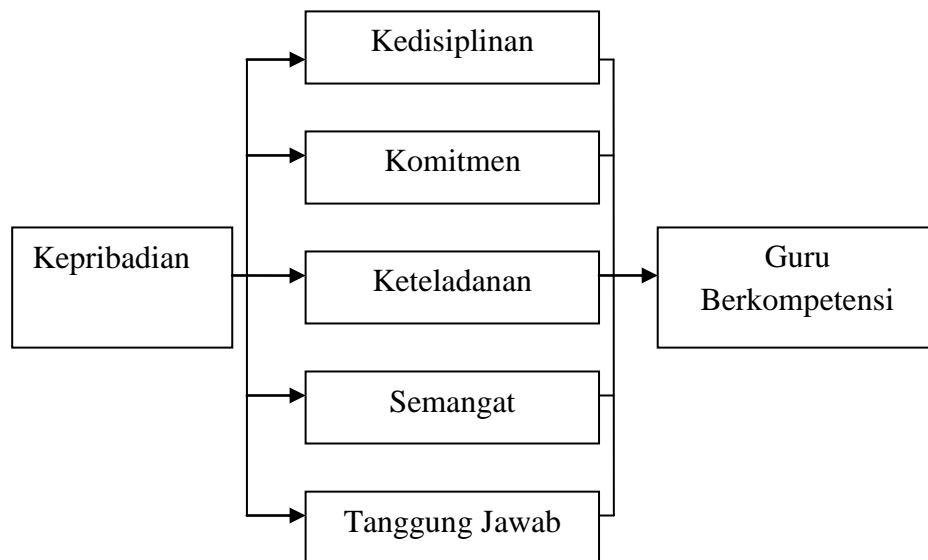 Kedisiplinan
Komitmen
Kepribadian
Keteladanan
Guru
Berkompetensi
Semangat
Tanggung Jawab